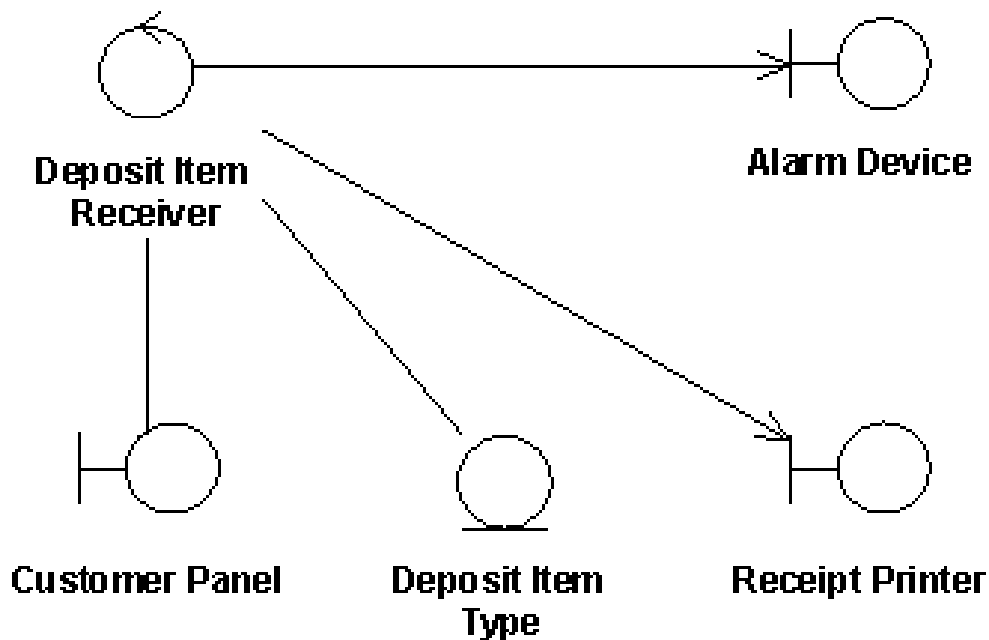 Deposit Item
Receiver
Alarm Device
Customer Panel
Deposit Item
Type
Receipt Printer